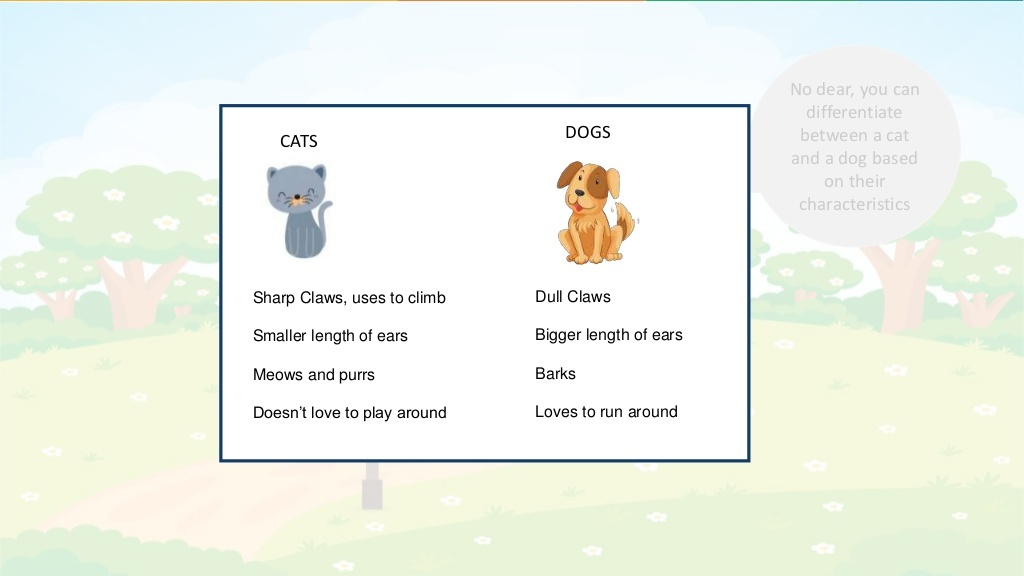 CATS
DOGS
Sharp Claws, uses to climb
Dull Claws
Smaller length of ears
Bigger length of ears
Meows and purrs
Barks
Doesn’t love to play around
Loves to run around
No dear, you can
differentiate
between a cat
and a dog based
on their
characteristics